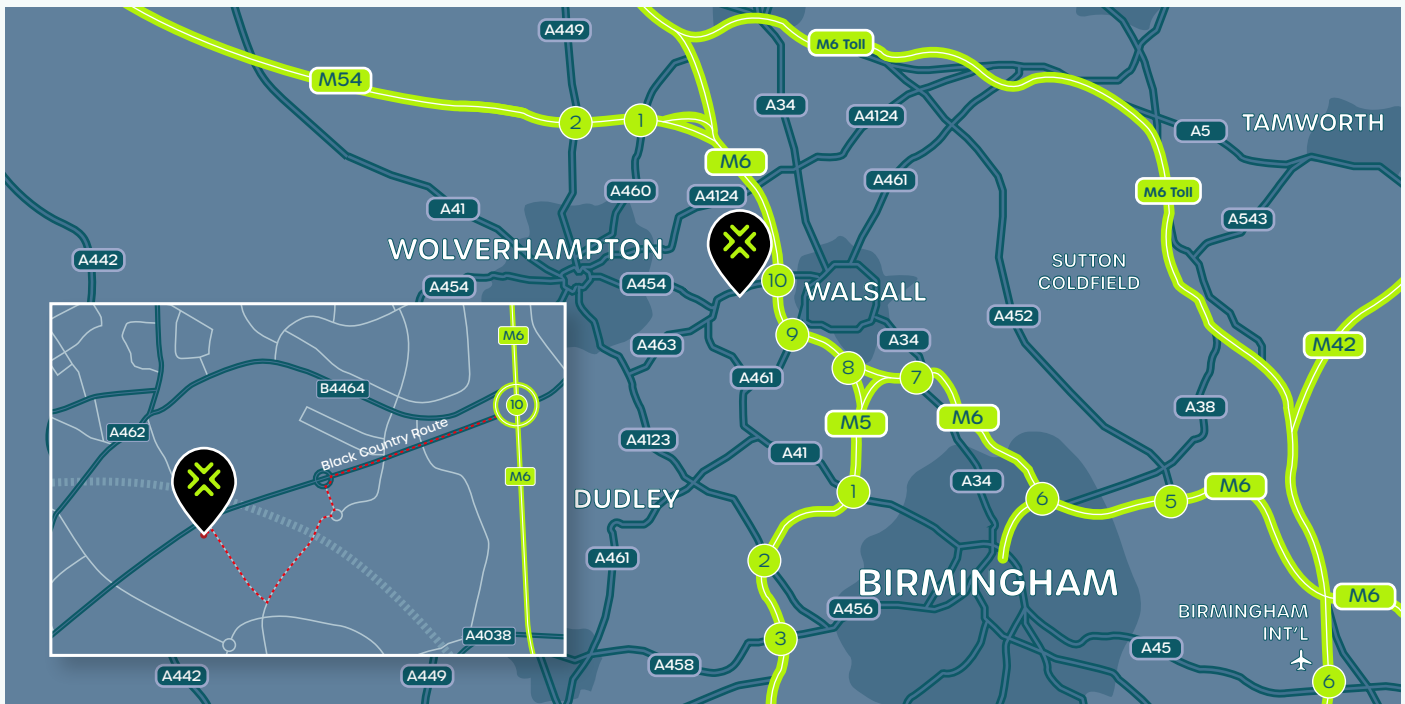 A449
M6 Toll
M54
A34
A4124
2
1
A5
TAMWORTH
M6
A460
A4124
A461
M6 Toll
A41
A543
WOLVERHAMPTON
A442
SUTTON
COLDFIELD
A454
A454
10
WALSALL
A452
M6
A463
9
A34
M42
8
7
A461
B4464
10
A38
M5
M6
A462
Black Country Route
A4123
A41
M6
A34
M6
DUDLEY
1
6
5
A461
2
BIRMINGHAM
M6
A456
BIRMINGHAM
INT'L
A4038
3
A45
A458
A442
A449
6